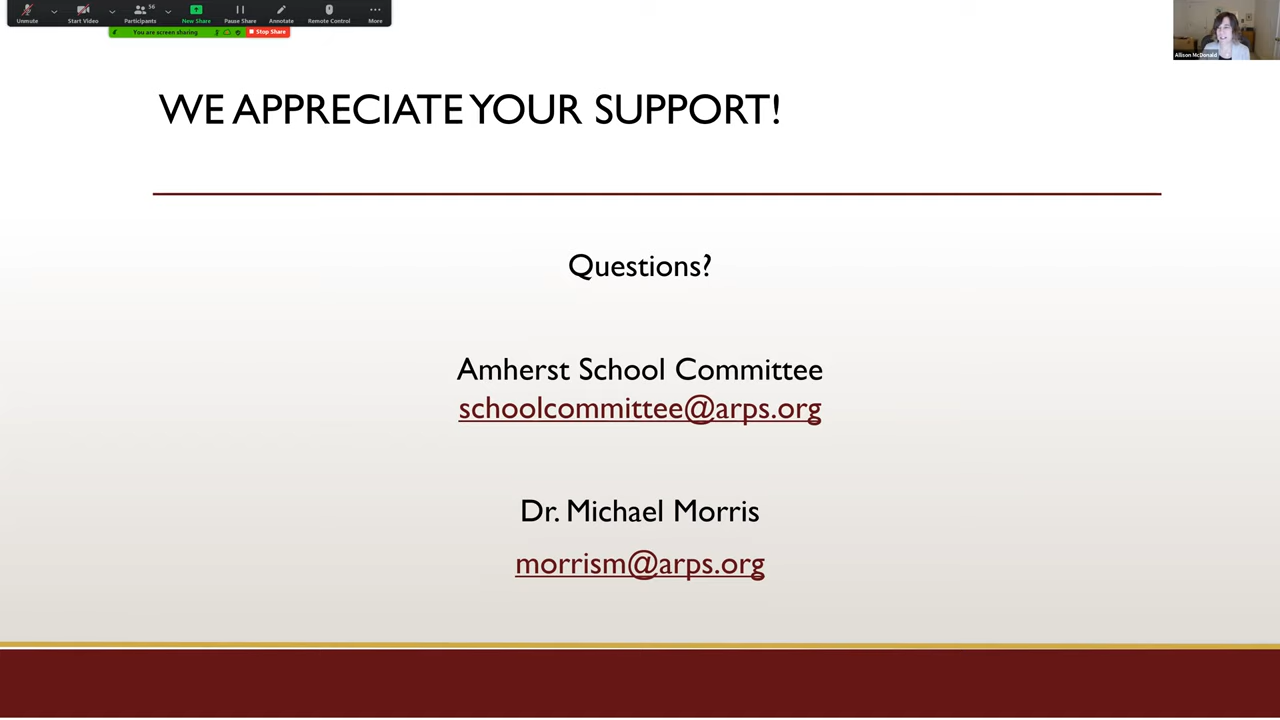 Unmute
Start Video
36
Participants
New Share
Pause Share
Annotate
Remote Control
More
You are screen sharing
Stop Share
Allison McDonald
WE APPRECIATE YOUR SUPPORT!
Questions?
Amherst School Committee
schoolcommittee@arps.org
Dr. Michael Morris
morrism@arps.org